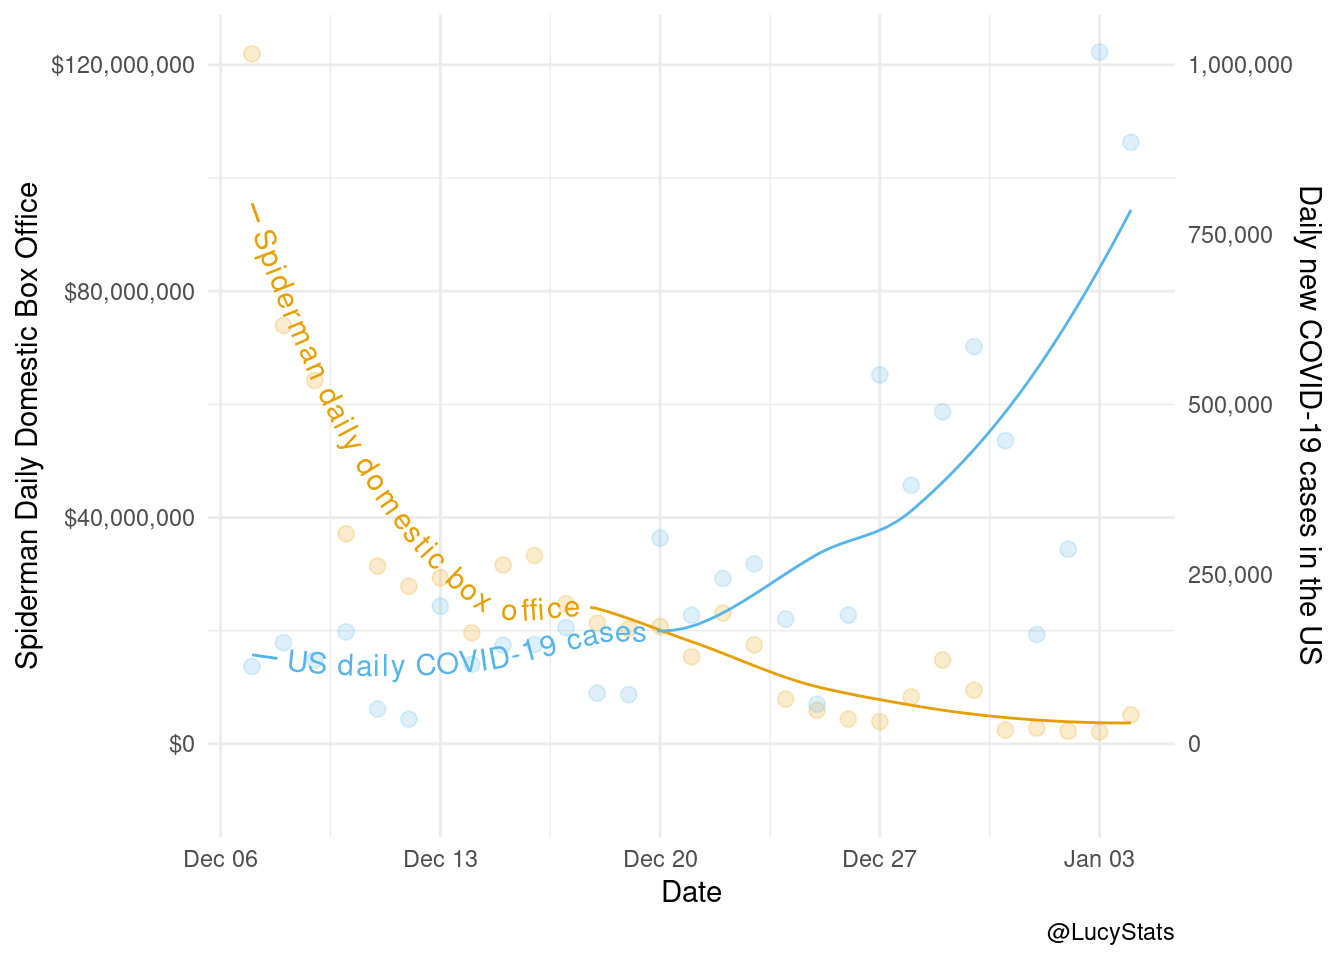 $120,000,000
$80,000,000
$40,000,000
$0
Spiderman Daily Domestic Box Office
Spiderman daily domestic box office
US daily COVID-19 cases
1,000,000
750,000
500,000
250,000
0
Daily new COVID-19 cases in the US
Dec 06
Dec 13
Dec 20
Dec 27
Jan 03
Date
@LucyStats